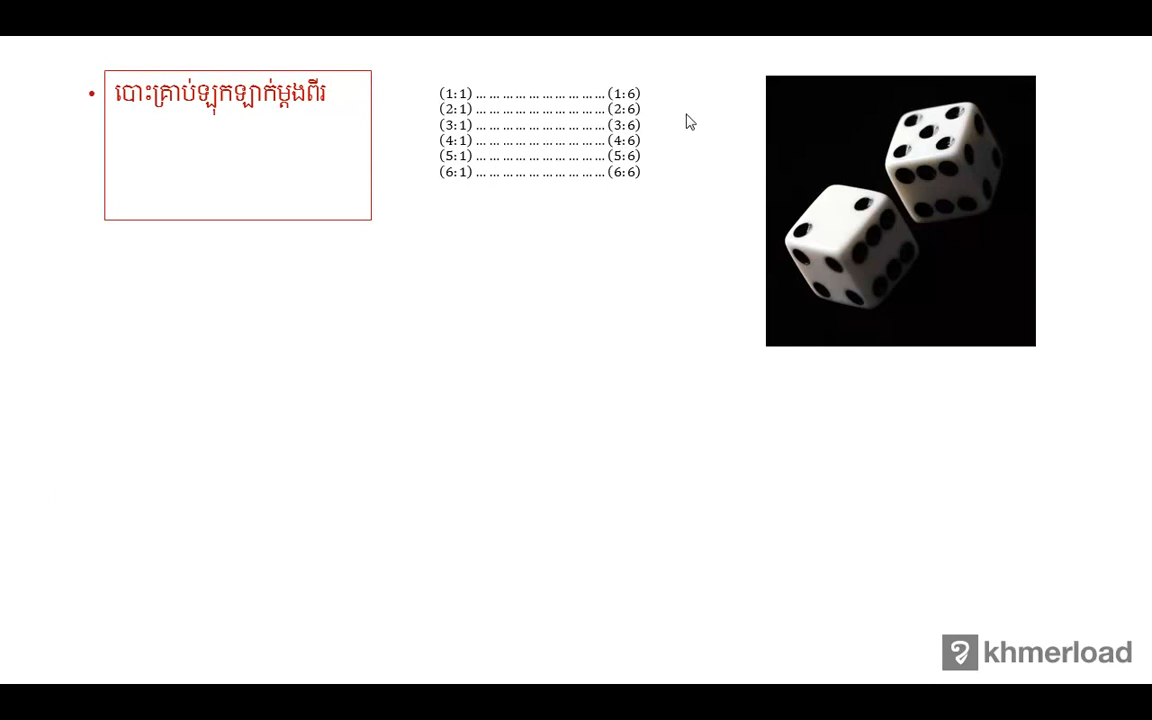 • បោះគ្រាប់ឡុកឡាក់ម្ដងពីរ
(1:1) … … … … … … … … … … (1:6)
(2:1) … … … … … … … … … … (2:6)
(3:1) … … … … … … … … … … (3:6)
(4:1) … … … … … … … … … … (4:6)
(5:1) … … … … … … … … … … (5:6)
(6:1) … … … … … … … … … … (6:6)
khmerload